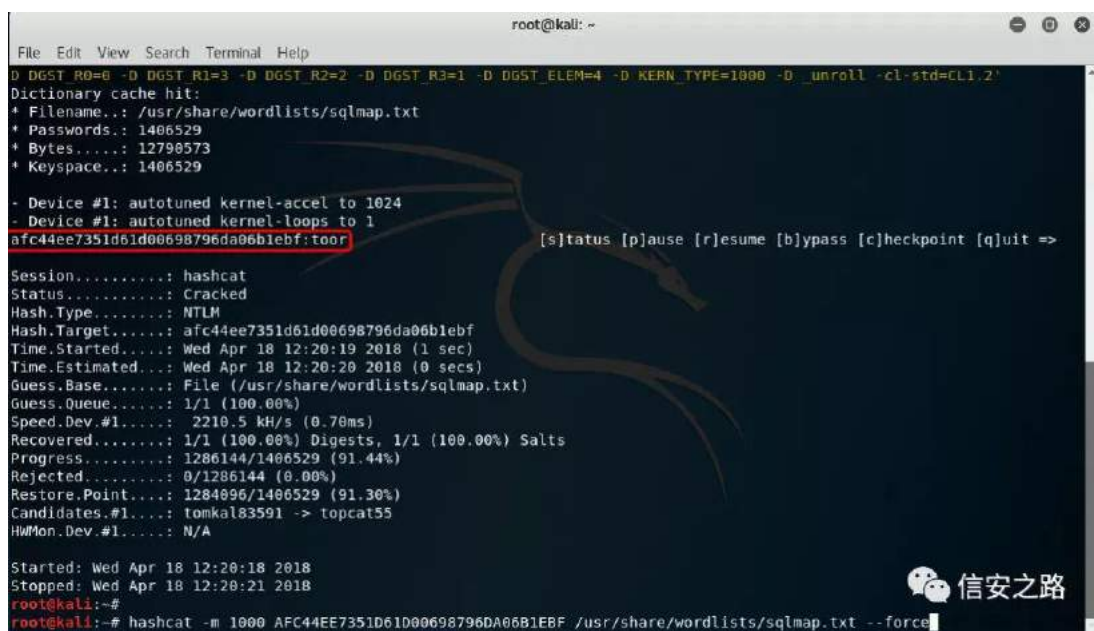 root@kali: ~
File Edit View Search Terminal Help
D DGST_R0=0 -D DGST_R1=3 -D DGST_R2=2 -D DGST_R3=1 -D DGST_ELEM=4 -D KERN_TYPE=1000 -D _unroll -cl-std=CL1.2'
Dictionary cache hit:
* Filename..: /usr/share/wordlists/sqlmap.txt
* Passwords.: 1406529
* Bytes.....: 12790573
* Keyspace..: 1406529
- Device #1: autotuned kernel-accel to 1024
- Device #1: autotuned kernel-loops to 1
afc44ee7351d61d00698796da06b1ebf:toor [s]tatus [p]ause [r]esume [b]ypass [c]heckpoint [q]uit =>
Session..........: hashcat
Status...........: Cracked
Hash.Type........: NTLM
Hash.Target......: afc44ee7351d61d00698796da06b1ebf
Time.Started.....: Wed Apr 18 12:20:19 2018 (1 sec)
Time.Estimated...: Wed Apr 18 12:20:20 2018 (0 secs)
Guess.Base.......: File (/usr/share/wordlists/sqlmap.txt)
Guess.Queue......: 1/1 (100.00%)
Speed.Dev.#1.....: 2210.5 kH/s (0.70ms)
Recovered........: 1/1 (100.00%) Digests, 1/1 (100.00%) Salts
Progress.........: 1286144/1406529 (91.44%)
Rejected.........: 0/1286144 (0.00%)
Restore.Point....: 1284096/1406529 (91.30%)
Candidates.#1....: tomkal83591 -> topcat55
HWMon.Dev.#1.....: N/A
Started: Wed Apr 18 12:20:18 2018
Stopped: Wed Apr 18 12:20:21 2018
root@kali:~#
root@kali:~# hashcat -m 1000 AFC44EE7351D61D00698796DA06B1EBF /usr/share/wordlists/sqlmap.txt --force
信安之路